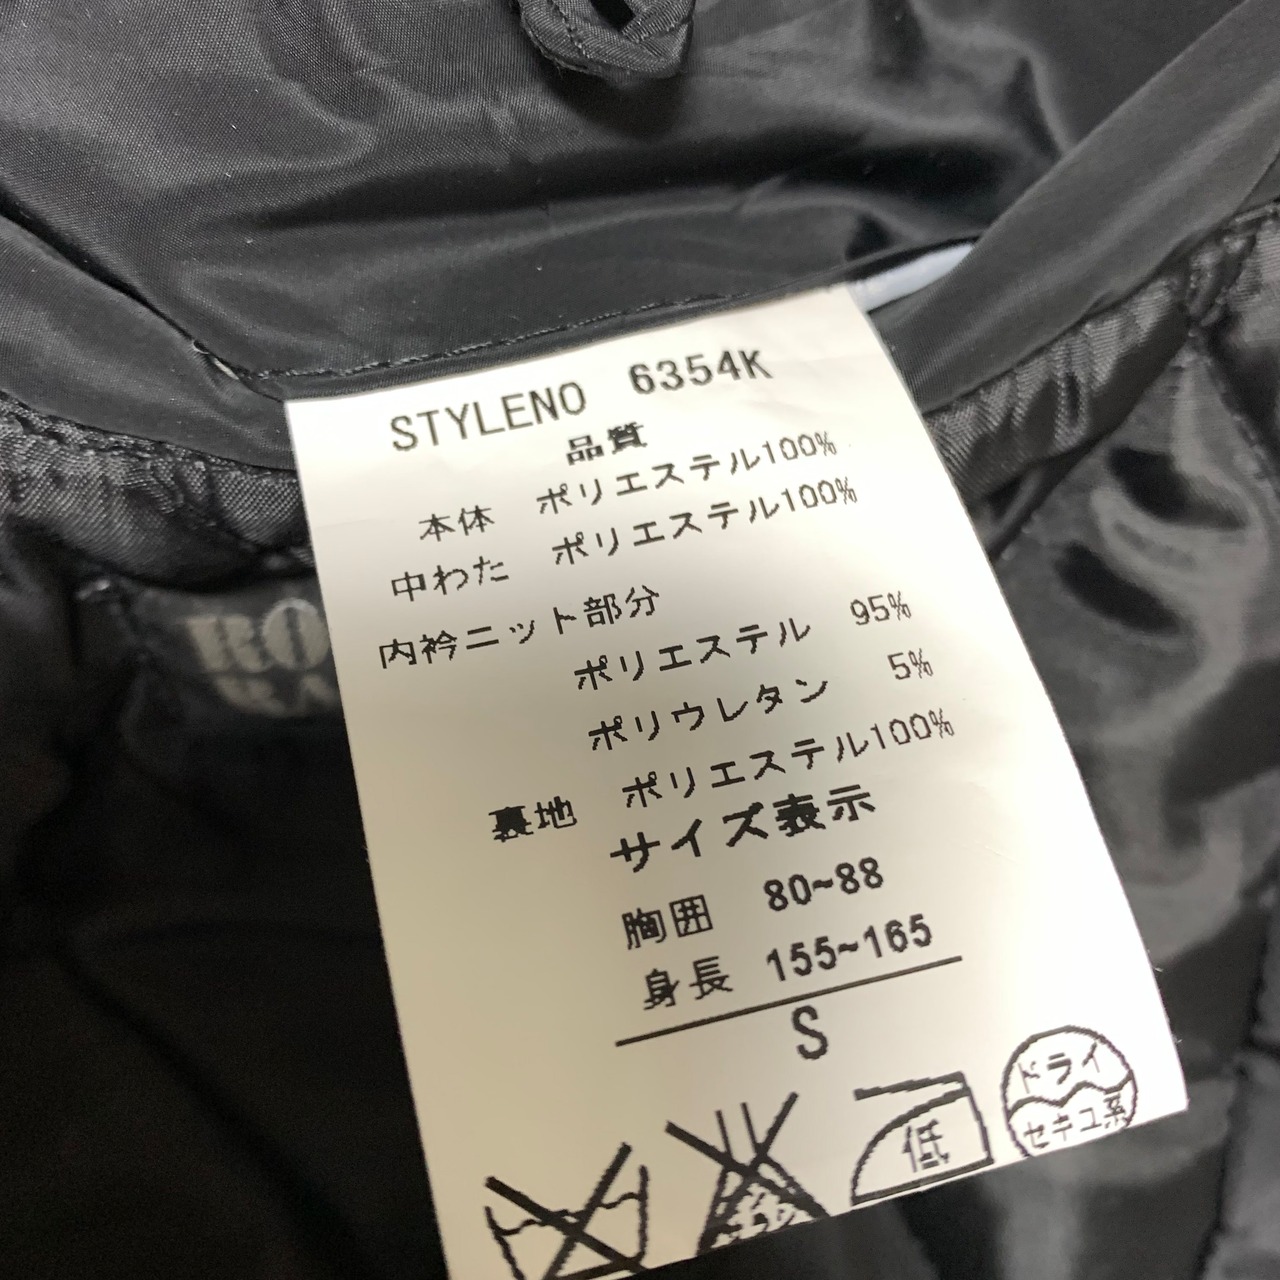 STYLENO 6354K
品質
本体 ポリエステル100%
中わた ポリエステル100%
内衿ニット部分
ポリエステル 95%
ポリウレタン 5%
裏地 ポリエステル100%
サイズ表示
胸囲 80~88
身長 155~165
S
低
ドライ
セキユ系
RO